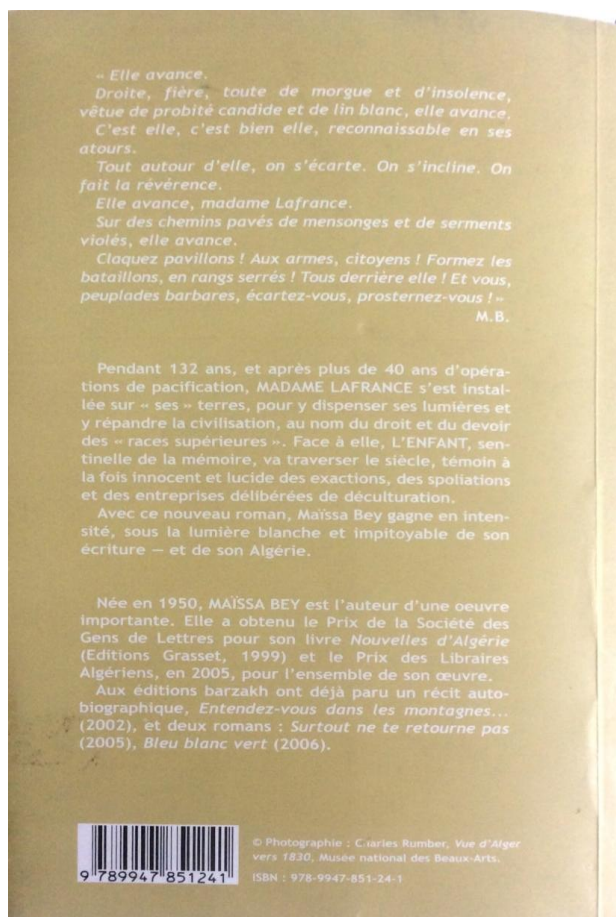 « Elle avance.
Droite, fière, toute de morgue et d'insolence,
vêtue de probité candide et de lin blanc, elle avance.
C'est elle, c'est bien elle, reconnaissable en ses
atours.
Tout autour d'elle, on s'écarte. On s'incline. On
fait la révérence.
Elle avance, madame Lafrance.
Sur des chemins pavés de mensonges et de serments
violés, elle avance.
Claquez pavillons ! Aux armes, citoyens ! Formez les
bataillons, en rangs serrés ! Tous derrière elle ! Et vous,
peuplades barbares, écartez-vous, prosternez-vous ! »
M.B.
Pendant 132 ans, et après plus de 40 ans d'opéra-
tions de pacification, MADAME LAFRANCE s'est instal-
lée sur « ses » terres, pour y dispenser ses lumières et
y répandre la civilisation, au nom du droit et du devoir
des « races supérieures ». Face à elle, L'ENFANT, sen-
tinelle de la mémoire, va traverser le siècle, témoin à
la fois innocent et lucide des exactions, des spoliations
et des entreprises délibérées de déculturation.
Avec ce nouveau roman, Maïssa Bey gagne en inten-
sité, sous la lumière blanche et impitoyable de son
écriture — et de son Algérie.
Née en 1950, MAÏSSA BEY est l'auteur d'une oeuvre
importante. Elle a obtenu le Prix de la Société des
Gens de Lettres pour son livre Nouvelles d'Algérie
(Editions Grasset, 1999) et le Prix des Libraires
Algériens, en 2005, pour l'ensemble de son œuvre.
Aux éditions barzakh ont déjà paru un récit auto-
biographique, Entendez-vous dans les montagnes...
(2002), et deux romans : Surtout ne te retourne pas
(2005), Bleu blanc vert (2006).
© Photographie : Charles Rumber, Vue d'Alger
vers 1830, Musée national des Beaux-Arts.
ISBN : 978-9947-851-24-1
9 789947 851241